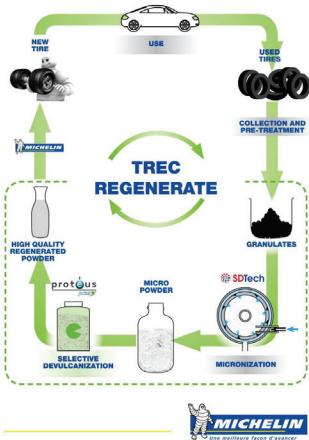 NEW
TIRE
USE
USED
TIRES
COLLECTION AND
PRE-TREATMENT
MICHELIN
TREC
REGENERATE
HIGH QUALITY
REGENERATED
POWDER
GRANULATES
proteus
MICRO
POWDER
SDTech
SELECTIVE
DEVULCANIZATION
MICRONIZATION
MICHELIN
Une meilleure façon d'avancer